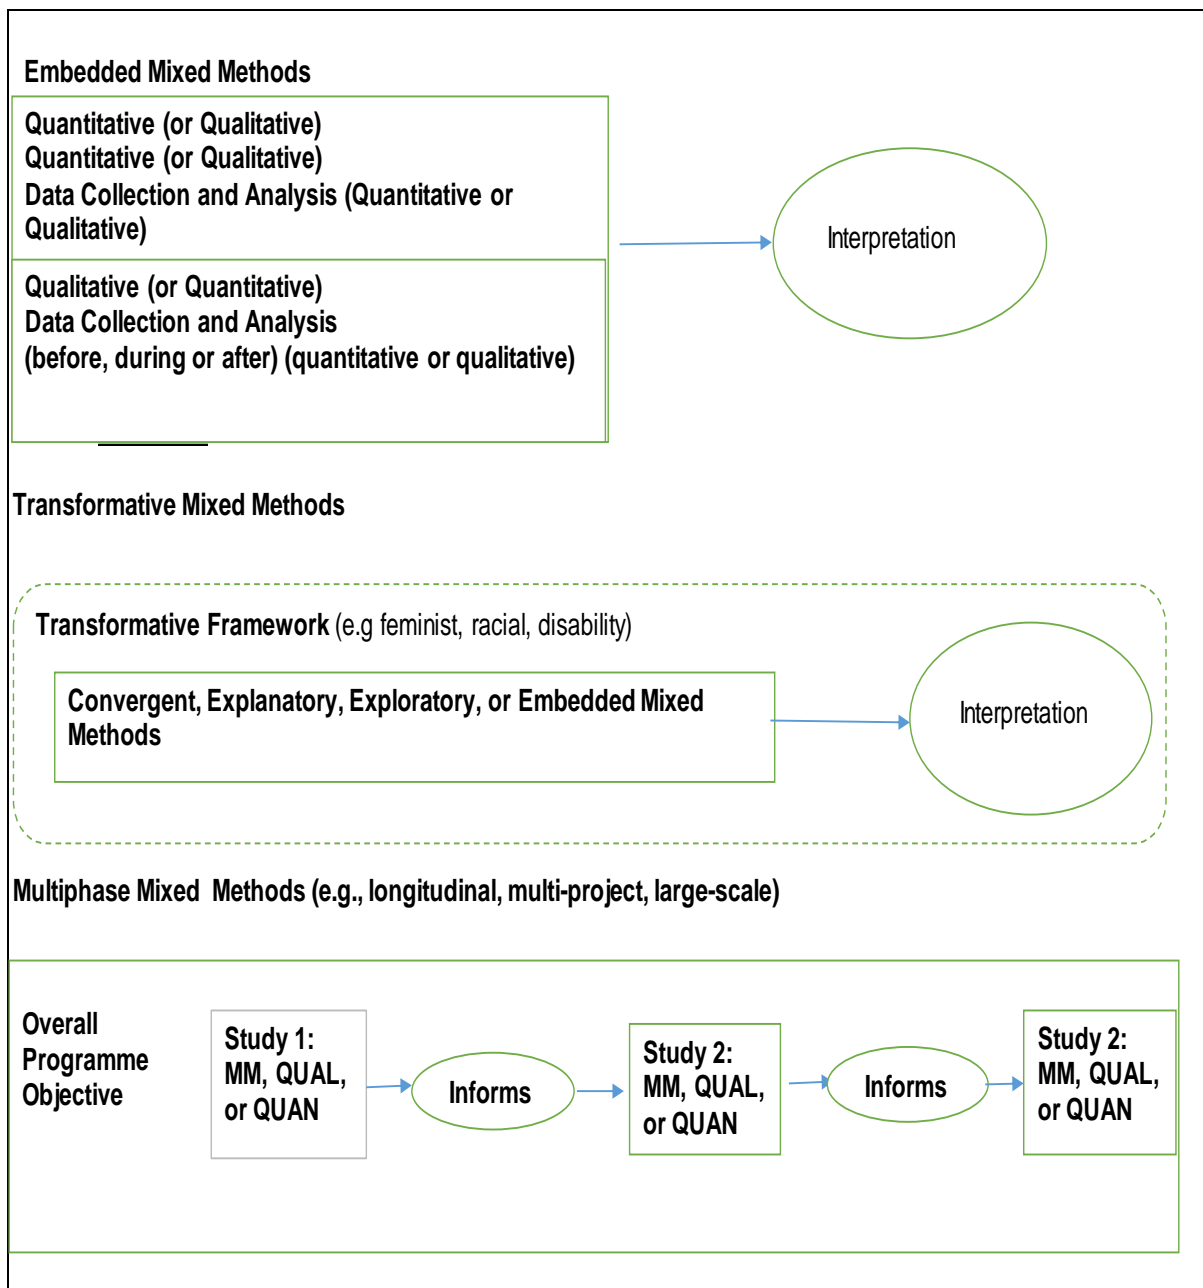 Embedded Mixed Methods
Quantitative (or Qualitative)
Quantitative (or Qualitative)
Data Collection and Analysis (Quantitative or
Qualitative)
Interpretation
Qualitative (or Quantitative)
Data Collection and Analysis
(before, during or after) (quantitative or qualitative)
Transformative Mixed Methods
Transformative Framework (e.g feminist, racial, disability)
Convergent, Explanatory, Exploratory, or Embedded Mixed
Methods
Interpretation
Multiphase Mixed Methods (e.g., longitudinal, multi-project, large-scale)
Overall
Programme
Objective
Study 1:
MM, QUAL,
or QUAN
Informs
Study 2:
MM, QUAL,
or QUAN
Informs
Study 2:
MM, QUAL,
or QUAN